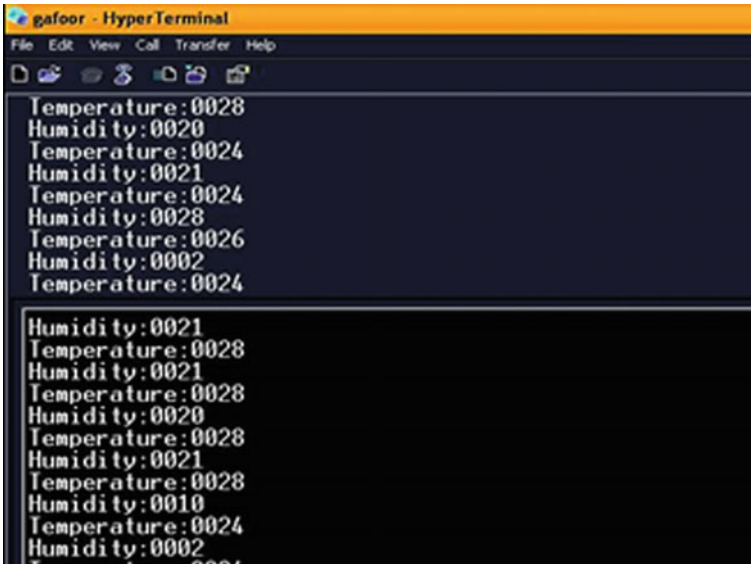 gafoor - HyperTerminal
File Edit View Call Transfer Help
Temperature:0028
Humidity:0020
Temperature:0024
Humidity:0021
Temperature:0024
Humidity:0028
Temperature:0026
Humidity:0002
Temperature:0024
Humidity:0021
Temperature:0028
Humidity:0021
Temperature:0028
Humidity:0020
Temperature:0028
Humidity:0021
Temperature:0028
Humidity:0010
Temperature:0024
Humidity:0002